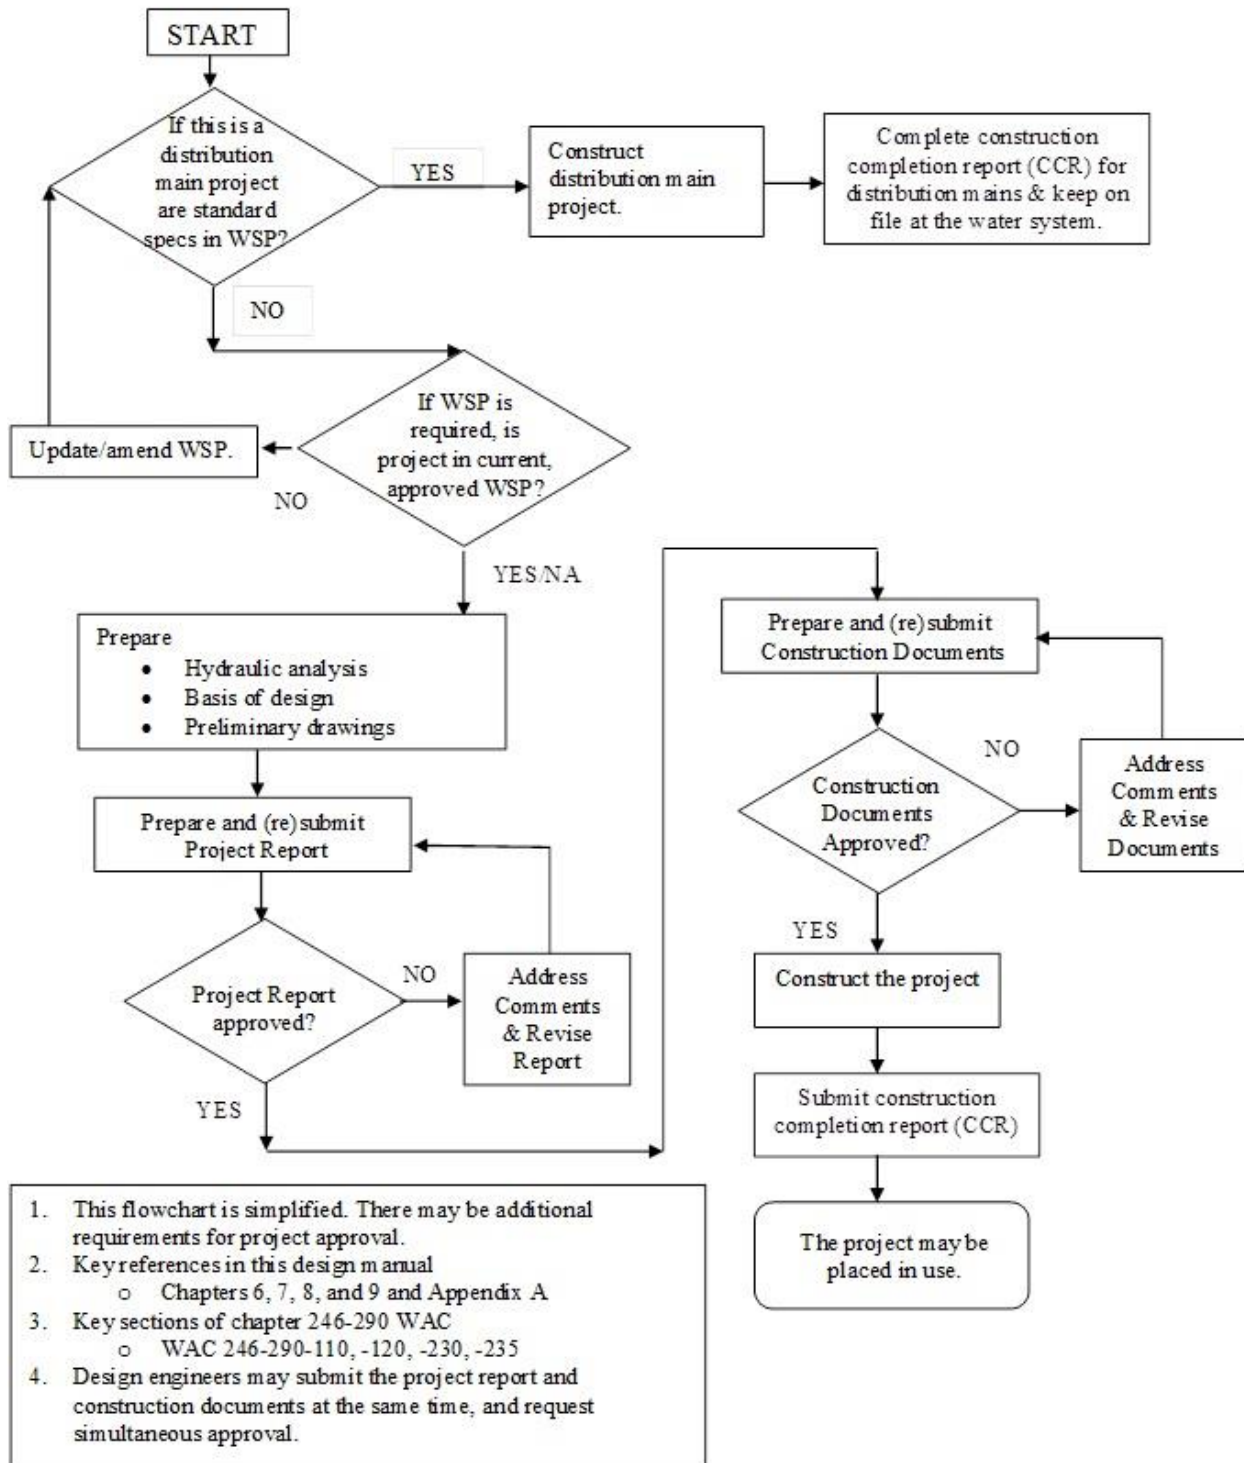 START
If this is a
distribution
main project
are standard
specs in WSP?
YES
Construct
distribution main
project.
Complete construction
completion report (CCR) for
distribution mains & keep on
file at the water system.
NO
If WSP is
required, is
project in current,
approved WSP?
NO
Update/amend WSP.
YES/NA
Prepare
• Hydraulic analysis
• Basis of design
• Preliminary drawings
Prepare and (re)submit
Project Report
Project Report
approved?
NO
Address
Comments
& Revise
Report
YES
Prepare and (re)submit
Construction Documents
Construction
Documents
Approved?
NO
Address
Comments
& Revise
Documents
YES
Construct the project
Submit construction
completion report (CCR)
The project may be
placed in use.
1. This flowchart is simplified. There may be additional
requirements for project approval.
2. Key references in this design manual
o Chapters 6, 7, 8, and 9 and Appendix A
3. Key sections of chapter 246-290 WAC
o WAC 246-290-110, -120, -230, -235
4. Design engineers may submit the project report and
construction documents at the same time, and request
simultaneous approval.